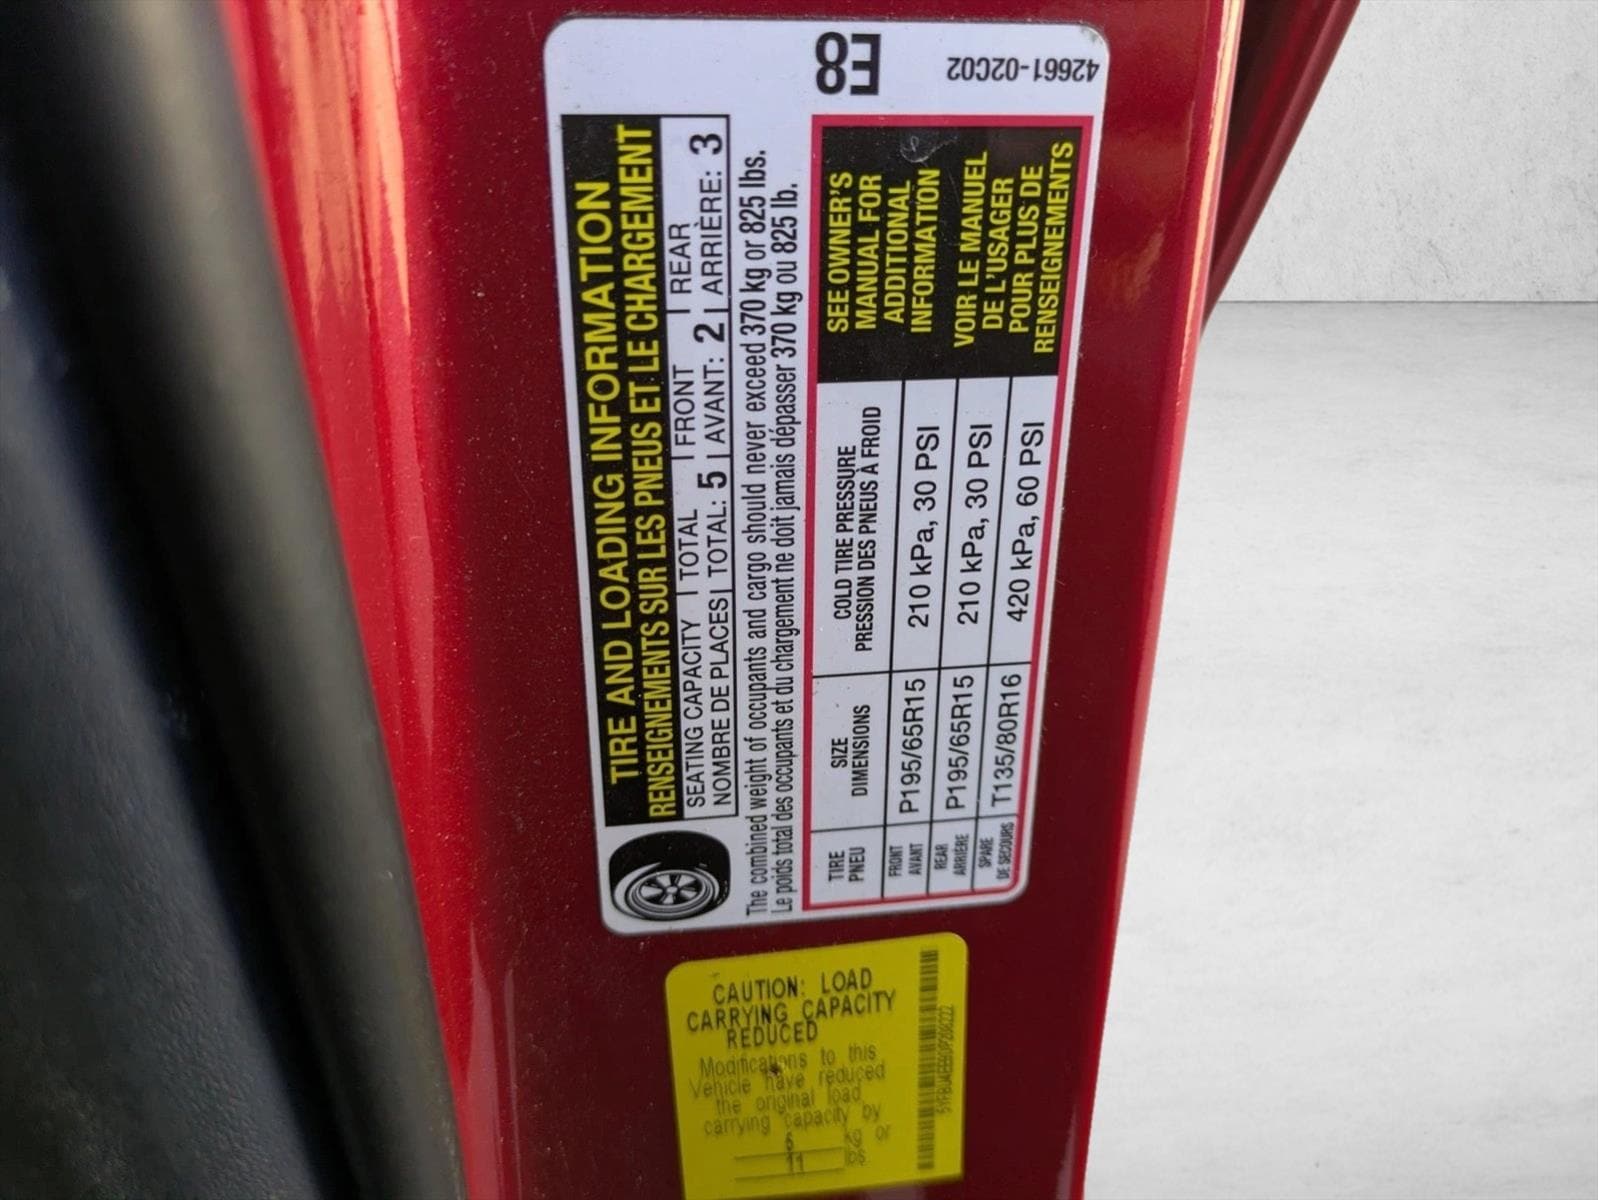 E8
42661-02C02
TIRE AND LOADING INFORMATION
RENSEIGNEMENTS SUR LES PNEUS ET LE CHARGEMENT
SEATING CAPACITY | TOTAL | FRONT | REAR
NOMBRE DE PLACES | TOTAL: 5 | AVANT: 2 | ARRIÈRE: 3
The combined weight of occupants and cargo should never exceed 370 kg or 825 lbs.
Le poids total des occupants et du chargement ne doit jamais dépasser 370 kg ou 825 lb.
TIRE SIZE COLD TIRE PRESSURE
PNEU DIMENSIONS PRESSION DES PNEUS À FROID
FRONT
AVANT P195/65R15 210 kPa, 30 PSI
REAR
ARRIÈRE P195/65R15 210 kPa, 30 PSI
SPARE
DE SECOURS T135/80R16 420 kPa, 60 PSI
SEE OWNER'S
MANUAL FOR
ADDITIONAL
INFORMATION
VOIR LE MANUEL
DE L'USAGER
POUR PLUS DE
RENSEIGNEMENTS
CAUTION: LOAD
CARRYING CAPACITY
REDUCED
Modifications to this
Vehicle have reduced
the original load
carrying capacity by
kg or
11 lbs